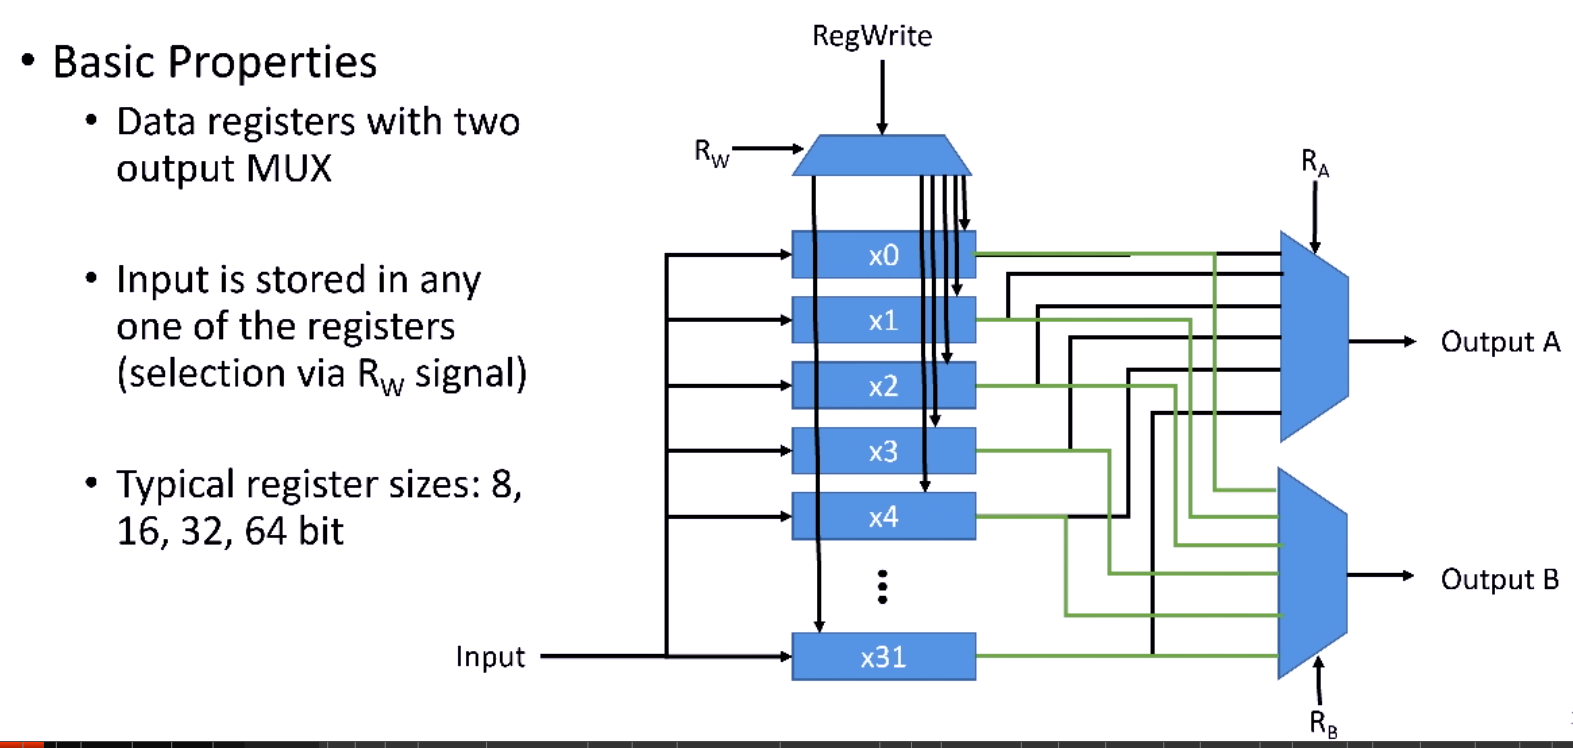 • Basic Properties
• Data registers with two
output MUX
• Input is stored in any
one of the registers
(selection via R_W signal)
• Typical register sizes: 8,
16, 32, 64 bit
RegWrite
R_W
R_A
x0
x1
x2
x3
x4
x31
Input
Output A
Output B
R_B